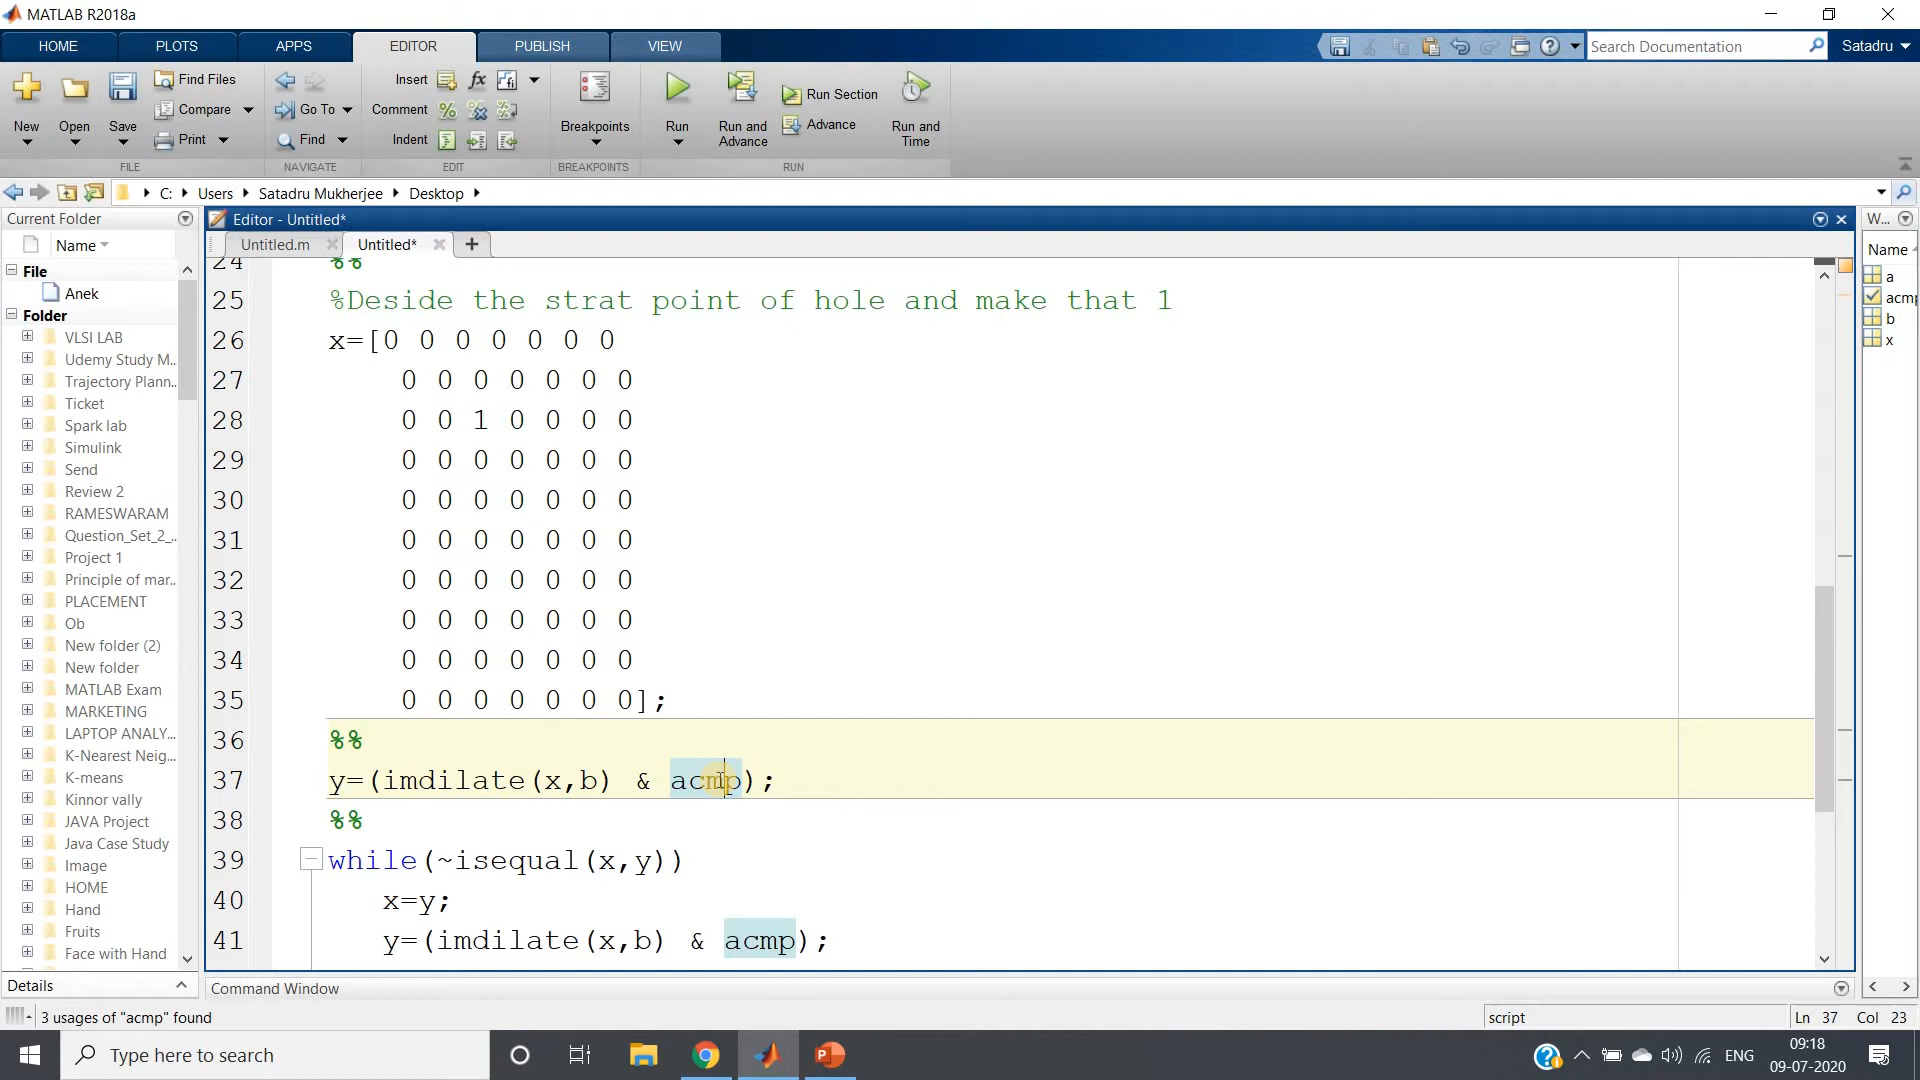 MATLAB R2018a
HOME PLOTS APPS EDITOR PUBLISH VIEW
Search Documentation
Satadru
New
Open
Save
Find Files
Compare
Print
FILE
Go To
Find
NAVIGATE
Insert
Comment
Indent
EDIT
Breakpoints
BREAKPOINTS
Run
Run and Advance
Run Section
Advance
Run and Time
RUN
C: Users Satadru Mukherjee Desktop
Current Folder
Name
File
Anek
Folder
VLSI LAB
Udemy Study M...
Trajectory Plann...
Ticket
Spark lab
Simulink
Send
Review 2
RAMESWARAM
Question_Set_2_...
Project 1
Principle of mar...
PLACEMENT
Ob
New folder (2)
New folder
MATLAB Exam
MARKETING
LAPTOP ANALY...
K-Nearest Neig...
K-means
Kinnor vally
JAVA Project
Java Case Study
Image
HOME
Hand
Fruits
Face with Hand
Details
Editor - Untitled*
Untitled.m Untitled*
24 %%
25 %Deside the strat point of hole and make that 1
26 x=[0 0 0 0 0 0 0
27 0 0 0 0 0 0 0
28 0 0 1 0 0 0 0
29 0 0 0 0 0 0 0
30 0 0 0 0 0 0 0
31 0 0 0 0 0 0 0
32 0 0 0 0 0 0 0
33 0 0 0 0 0 0 0
34 0 0 0 0 0 0 0
35 0 0 0 0 0 0 0];
36 %%
37 y=(imdilate(x,b) & acmp);
38 %%
39 while(~isequal(x,y))
40 x=y;
41 y=(imdilate(x,b) & acmp);
Command Window
W...
Name
a
acmp
b
x
3 usages of "acmp" found
script
Ln 37 Col 23
Type here to search
ENG
09:18
09-07-2020